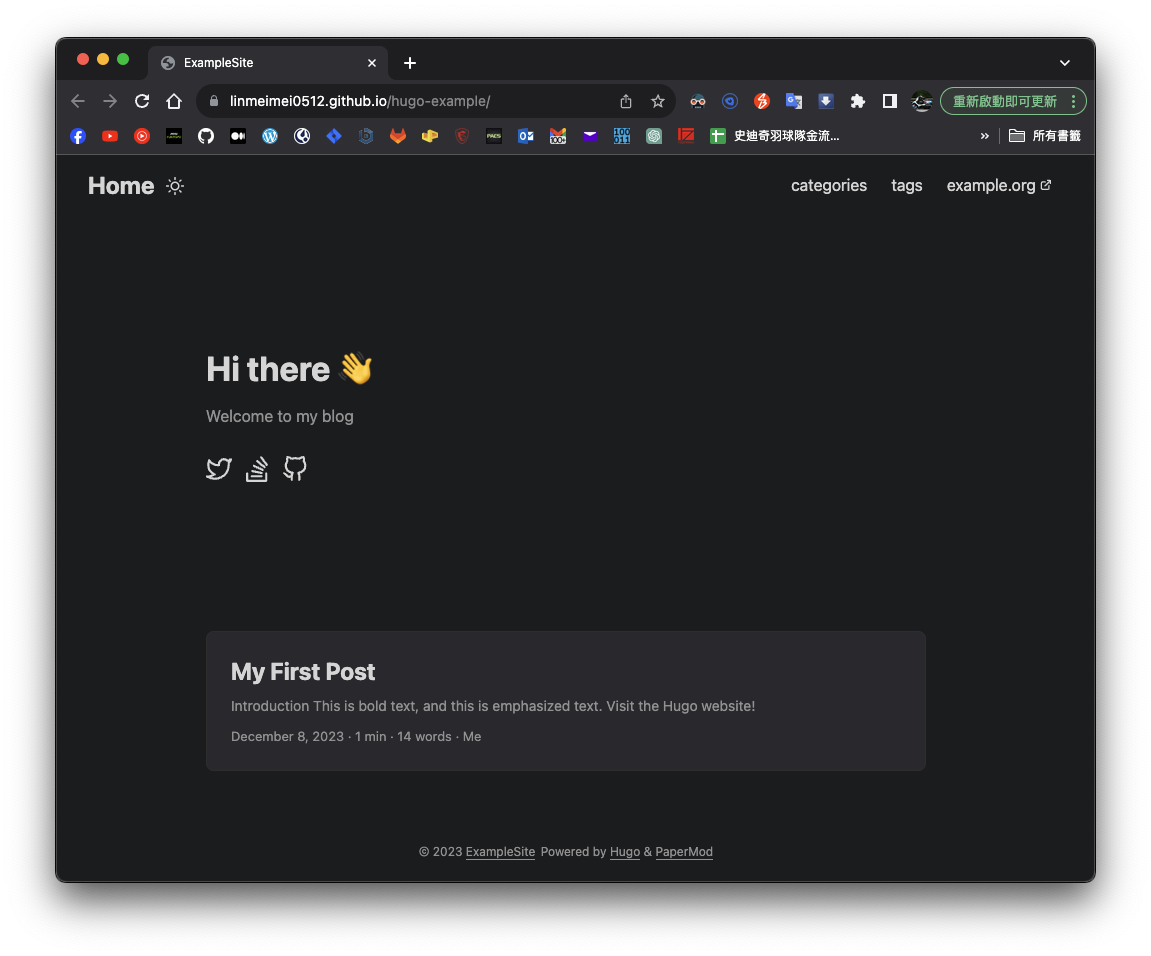 ExampleSite
linmeimei0512.github.io/hugo-example/
重新啟動即可更新
史迪奇羽球隊金流...
所有書籤
Home
categories tags example.org
Hi there 👋
Welcome to my blog
My First Post
Introduction This is bold text, and this is emphasized text. Visit the Hugo website!
December 8, 2023 · 1 min · 14 words · Me
© 2023 ExampleSite Powered by Hugo & PaperMod